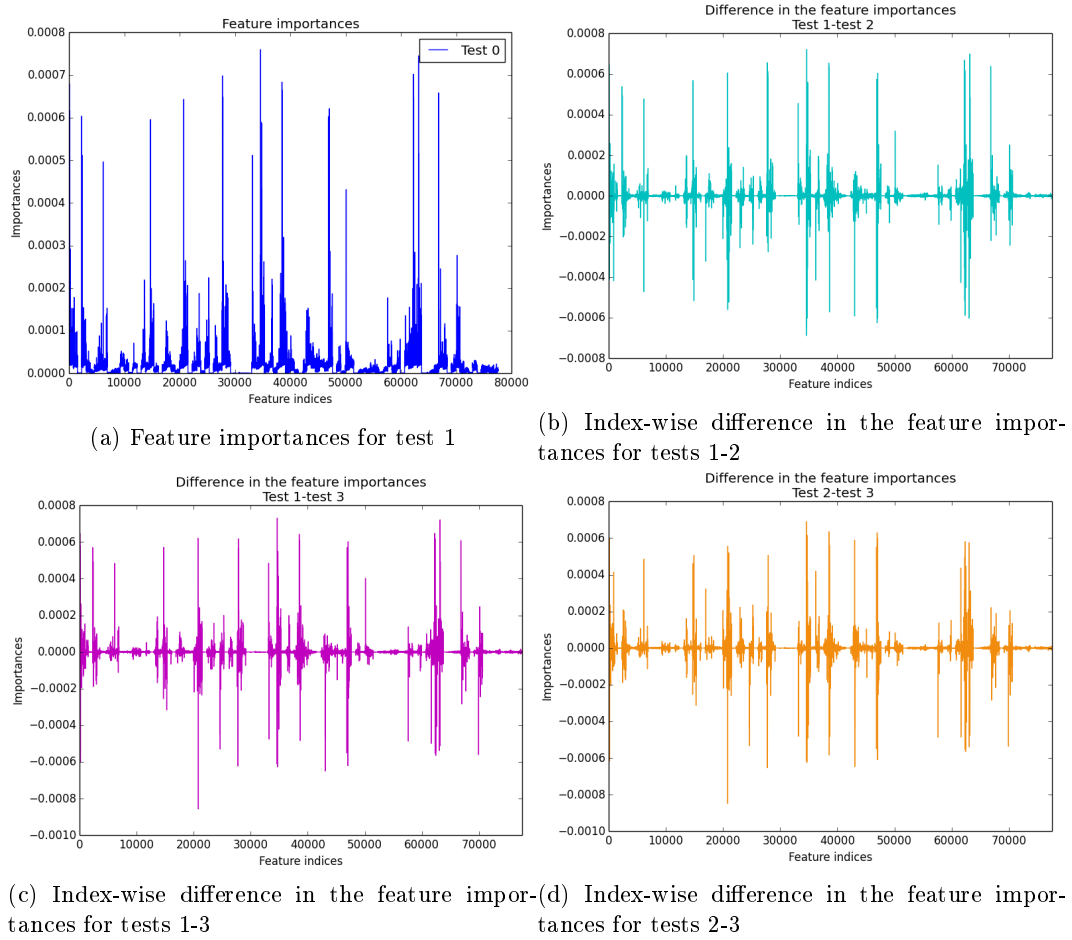 Feature importances
Test 0
0.0008
0.0007
0.0006
0.0005
0.0004
0.0003
0.0002
0.0001
0.0000
Importances
0 10000 20000 30000 40000 50000 60000 70000 80000
Feature indices
(a) Feature importances for test 1
Difference in the feature importances
Test 1-test 2
0.0008
0.0006
0.0004
0.0002
0.0000
−0.0002
−0.0004
−0.0006
−0.0008
Importances
0 10000 20000 30000 40000 50000 60000 70000
Feature indices
(b) Index-wise difference in the feature impor-
tances for tests 1-2
Difference in the feature importances
Test 1-test 3
0.0008
0.0006
0.0004
0.0002
0.0000
−0.0002
−0.0004
−0.0006
−0.0008
−0.0010
Importances
0 10000 20000 30000 40000 50000 60000 70000
Feature indices
(c) Index-wise difference in the feature impor-
tances for tests 1-3
Difference in the feature importances
Test 2-test 3
0.0008
0.0006
0.0004
0.0002
0.0000
−0.0002
−0.0004
−0.0006
−0.0008
−0.0010
Importances
0 10000 20000 30000 40000 50000 60000 70000
Feature indices
(d) Index-wise difference in the feature impor-
tances for tests 2-3